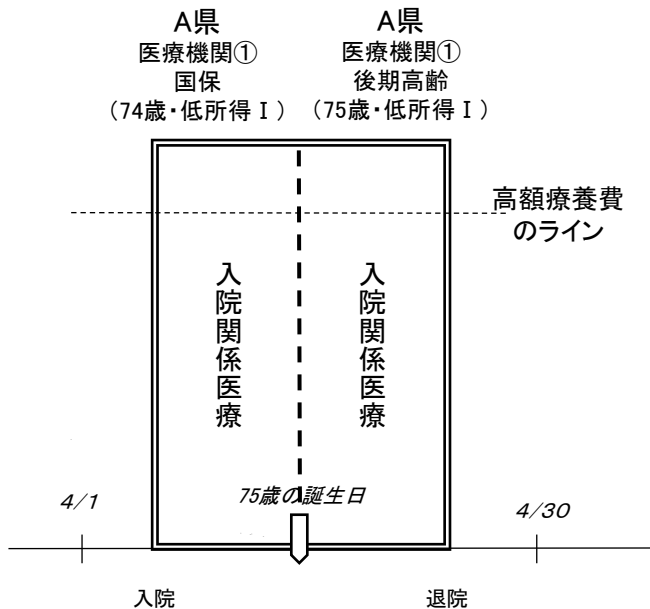 A県
医療機関①
国保
(74歳・低所得Ⅰ)
A県
医療機関①
後期高齢
(75歳・低所得Ⅰ)
高額療養費
のライン
入院関係医療
入院関係医療
75歳の誕生日
4/1
4/30
入院
退院